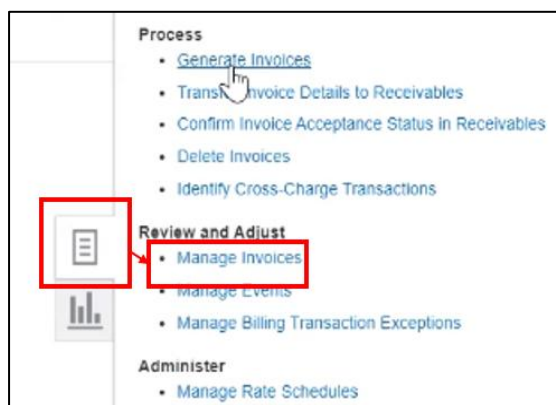 Process
Generate Invoices
Invoice Details to Receivables
Confirm Invoice Acceptance Status in Receivables
Delete Invoices
Identify Cross-Charge Transactions
Review and Adjust
Manage Invoices
Manage Events
Manage Billing Transaction Exceptions
Administer
Manage Rate Schedules